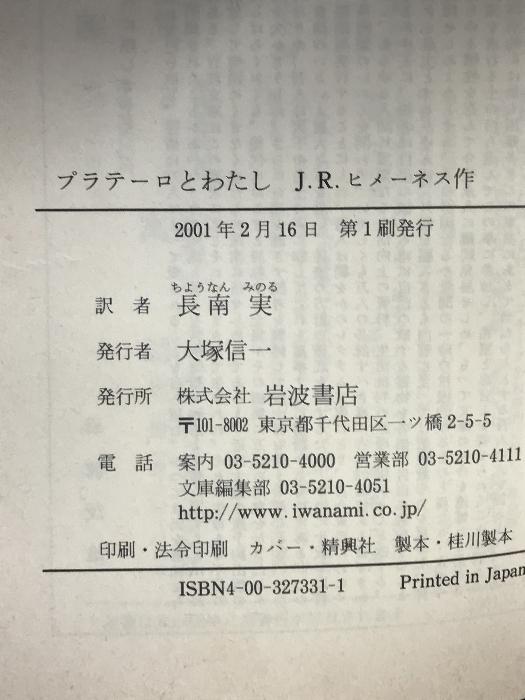 プラテーロとわたし J.R.ヒメーネス作
2001年2月16日 第1刷発行
ちようなん みのる
訳者 長南実
発行者 大塚信一
発行所 株式会社 岩波書店
〒101-8002 東京都千代田区一ツ橋2-5-5
電話 案内 03-5210-4000 営業部 03-5210-4111
文庫編集部 03-5210-4051
http://www.iwanami.co.jp/
印刷・法令印刷 カバー・精興社 製本・桂川製本
ISBN4-00-327331-1 Printed in Japan